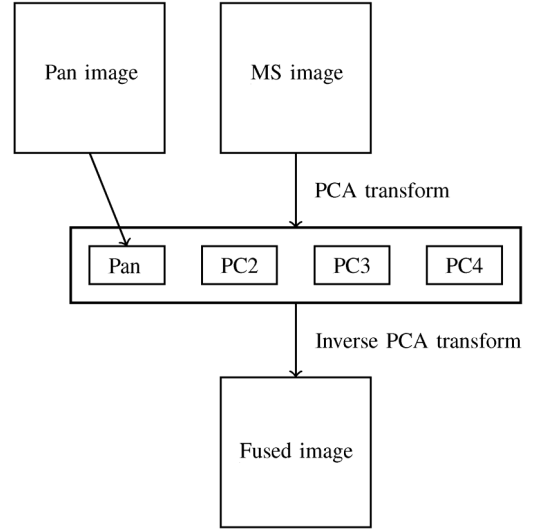 Pan image
MS image
PCA transform
Pan
PC2
PC3
PC4
Inverse PCA transform
Fused image